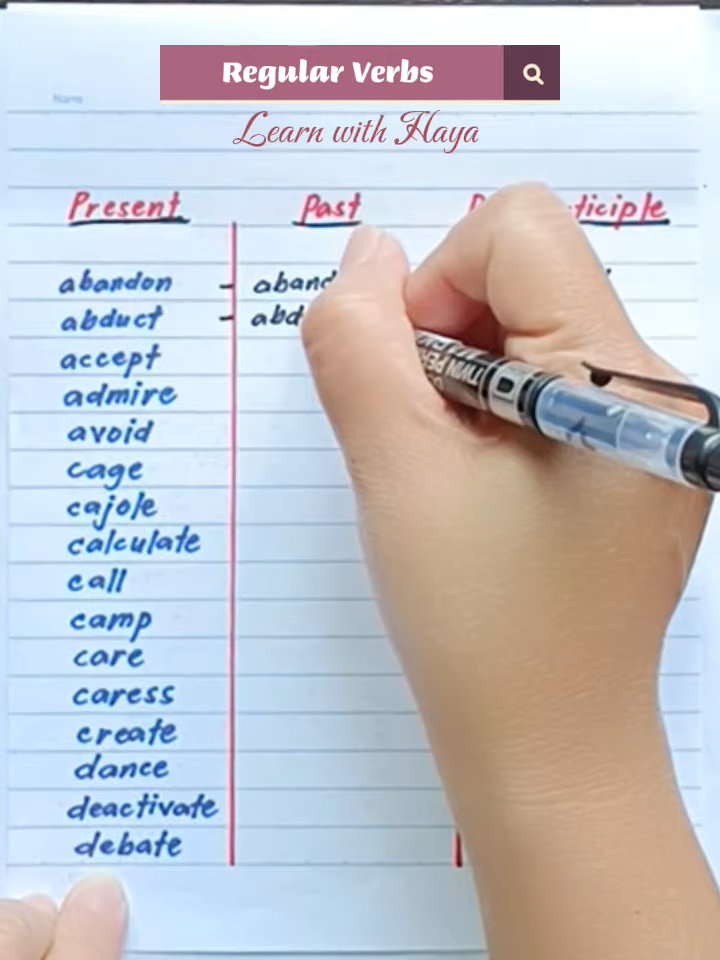 Regular Verbs
Learn with Haya
Name
Present Past
abandon -
abduct -
accept
admire
avoid
cage
cajole
calculate
call
camp
care
caress
create
dance
deactivate
debate